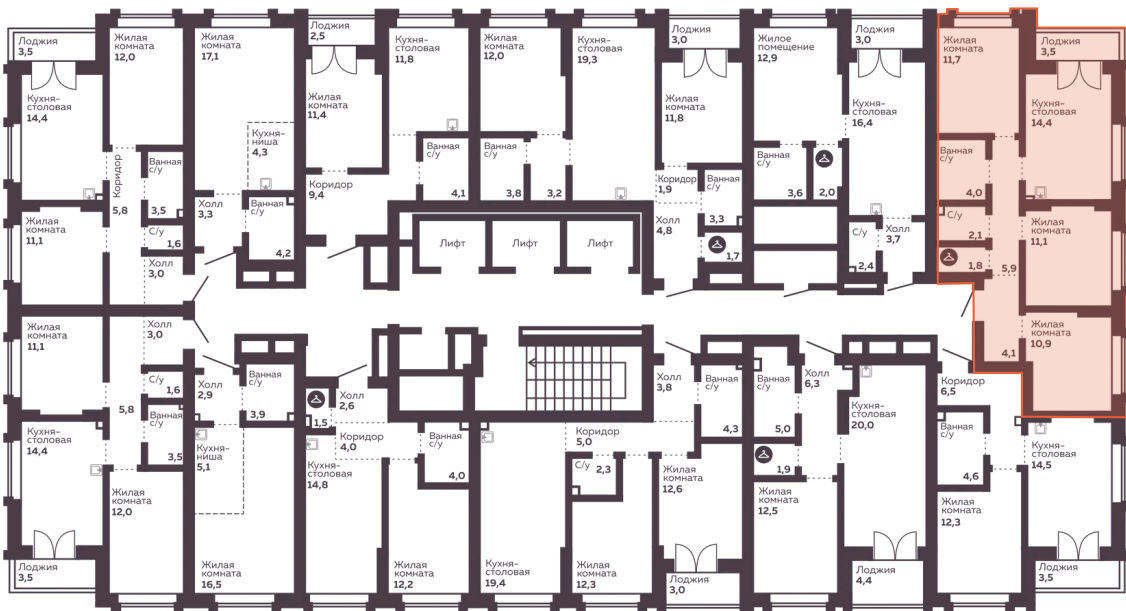 Лоджия
3,5
Жилая
комната
12,0
Жилая
комната
17,1
Лоджия
2,5
Кухня-
столовая
11,8
Жилая
комната
12,0
Кухня-
столовая
19,3
Лоджия
3,0
Жилое
помещение
12,9
Лоджия
3,0
Жилая
комната
11,7
Лоджия
3,5
Кухня-
столовая
14,4
Жилая
комната
11,4
Жилая
комната
11,8
Кухня-
столовая
16,4
Кухня-
столовая
14,4
Кухня-
ниша
4,3
Коридор
5,8
Ванная
с/у
3,5
Ванная
с/у
4,1
Ванная
с/у
3,8
3,2
Ванная
с/у
3,6
2,0
Ванная
с/у
4,0
Коридор
9,4
Коридор
1,9
Ванная
с/у
3,3
Холл
3,3
Ванная
с/у
4,2
Жилая
комната
11,1
С/у
1,6
Холл
3,0
Лифт
Лифт
Лифт
Холл
4,8
1,7
Холл
3,7
2,4
С/у
2,1
1,8
5,9
Жилая
комната
11,1
Жилая
комната
11,1
Холл
3,0
Жилая
комната
10,9
4,1
С/у
1,6
5,8
Холл
2,9
Ванная
с/у
3,9
1,5
Холл
2,6
Холл
3,8
Ванная
с/у
4,3
Ванная
с/у
5,0
Холл
6,3
Коридор
6,5
Ванная
с/у
3,5
Кухня-
столовая
14,4
Кухня-
ниша
5,1
Коридор
4,0
Ванная
с/у
4,0
Коридор
5,0
Кухня-
столовая
20,0
Ванная
с/у
4,6
Кухня-
столовая
14,5
Кухня-
столовая
14,8
С/у
2,3
Жилая
комната
12,6
1,9
Жилая
комната
12,0
Жилая
комната
12,5
Жилая
комната
12,3
Лоджия
3,5
Жилая
комната
16,5
Жилая
комната
12,2
Кухня-
столовая
19,4
Жилая
комната
12,3
Лоджия
3,0
Лоджия
4,4
Лоджия
3,5